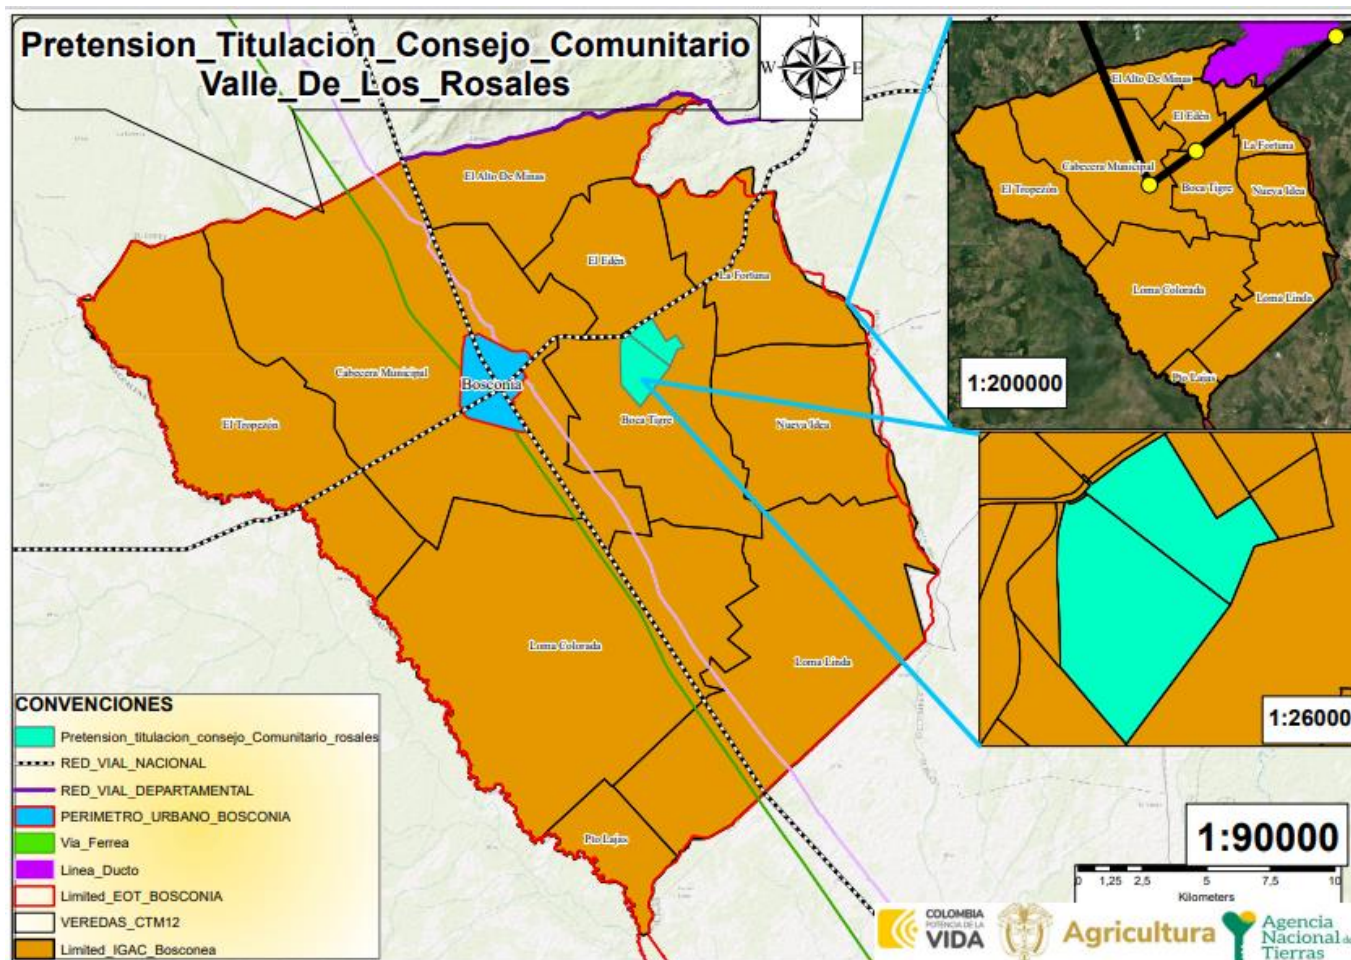 Pretension_Titulacion_Consejo_Comunitario
Valle_De_Los_Rosales
N
W
E
S
El Alto De Minas
El Edén
La Fortuna
Cabecera Municipal
Bosconia
El Tropezón
Boca Tigre
Nueva Idea
Loma Colorada
Loma Linda
Pto Lajas
El Alto De Minas
El Edén
La Fortuna
Cabecera Municipal
El Tropezón
Boca Tigre
Nueva Idea
Loma Colorada
Loma Linda
Pto Lajas
1:200000
1:26000
CONVENCIONES
Pretension_titulacion_consejo_Comunitario_rosales
RED_VIAL_NACIONAL
RED_VIAL_DEPARTAMENTAL
PERIMETRO_URBANO_BOSCONIA
Via_Ferrea
Linea_Ducto
Limited_EOT_BOSCONIA
VEREDAS_CTM12
Limited_IGAC_Bosconea
1:90000
0 1,25 2,5 5 7,5 10
Kilometers
COLOMBIA
POTENCIA DE LA
VIDA
Agricultura
Agencia
Nacional de
Tierras